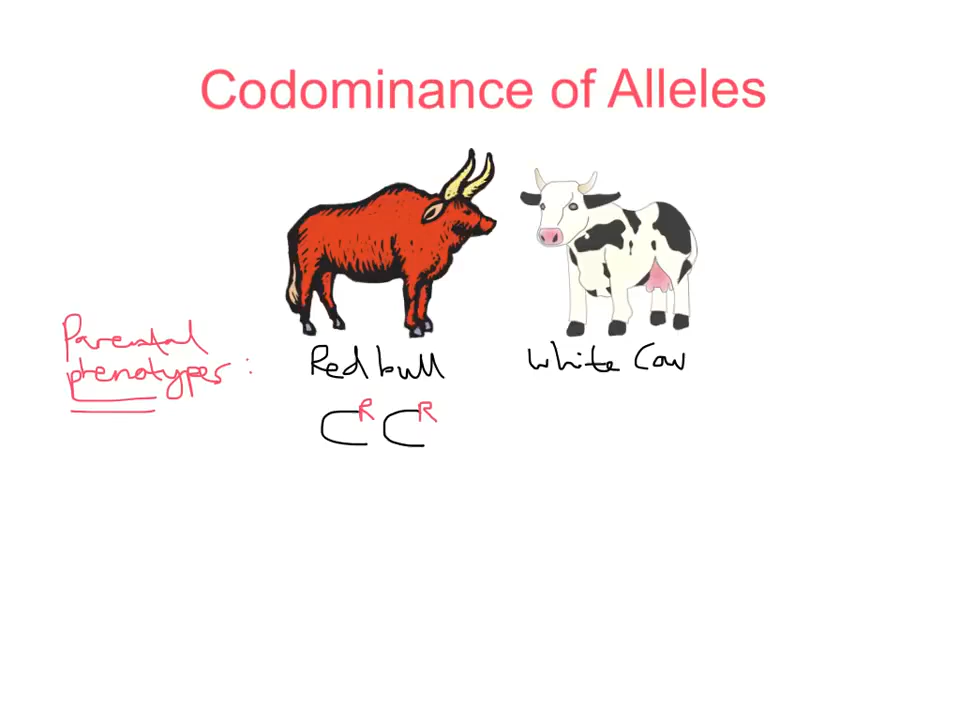 Codominance of Alleles
Parental
phenotypes :
Red bull
White Cow
C^R C^R